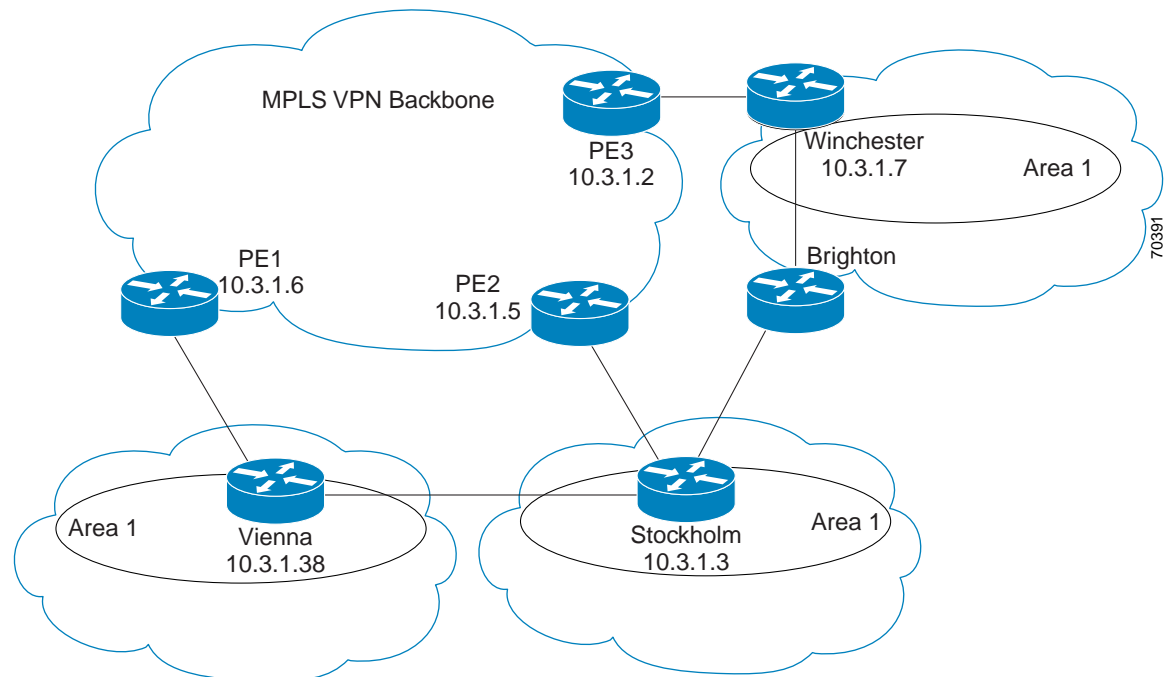 MPLS VPN Backbone
PE3
10.3.1.2
Winchester
10.3.1.7
Area 1
70391
PE1
10.3.1.6
PE2
10.3.1.5
Brighton
Area 1
Vienna
10.3.1.38
Stockholm
10.3.1.3
Area 1